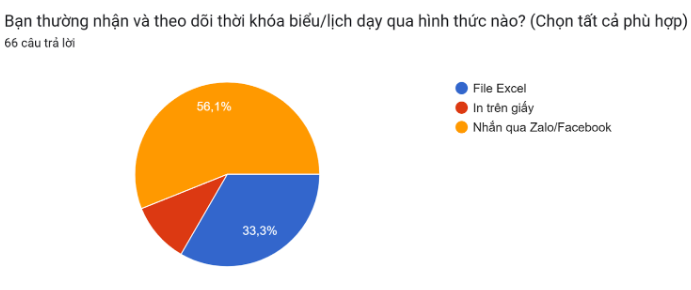 Bạn thường nhận và theo dõi thời khóa biểu/lịch dạy qua hình thức nào? (Chọn tất cả phù hợp)
66 câu trả lời
56,1%
33,3%
File Excel
In trên giấy
Nhắn qua Zalo/Facebook